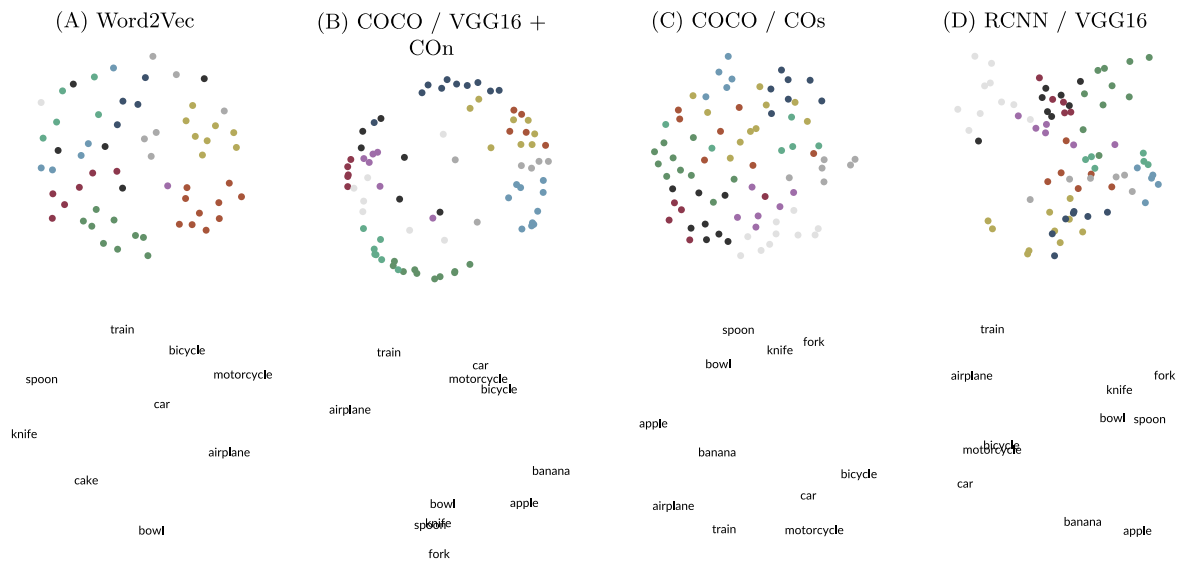 (A) Word2Vec
(B) COCO / VGG16 +
COn
(C) COCO / COs
(D) RCNN / VGG16
train
bicycle
motorcycle
spoon
car
knife
airplane
cake
bowl
train
car
motorcycle
bicycle
airplane
banana
bowl
apple
knife
spoon
fork
spoon
fork
knife
bowl
apple
banana
bicycle
car
airplane
train
motorcycle
train
airplane
fork
knife
bowl
spoon
bicycle
motorcycle
car
banana
apple